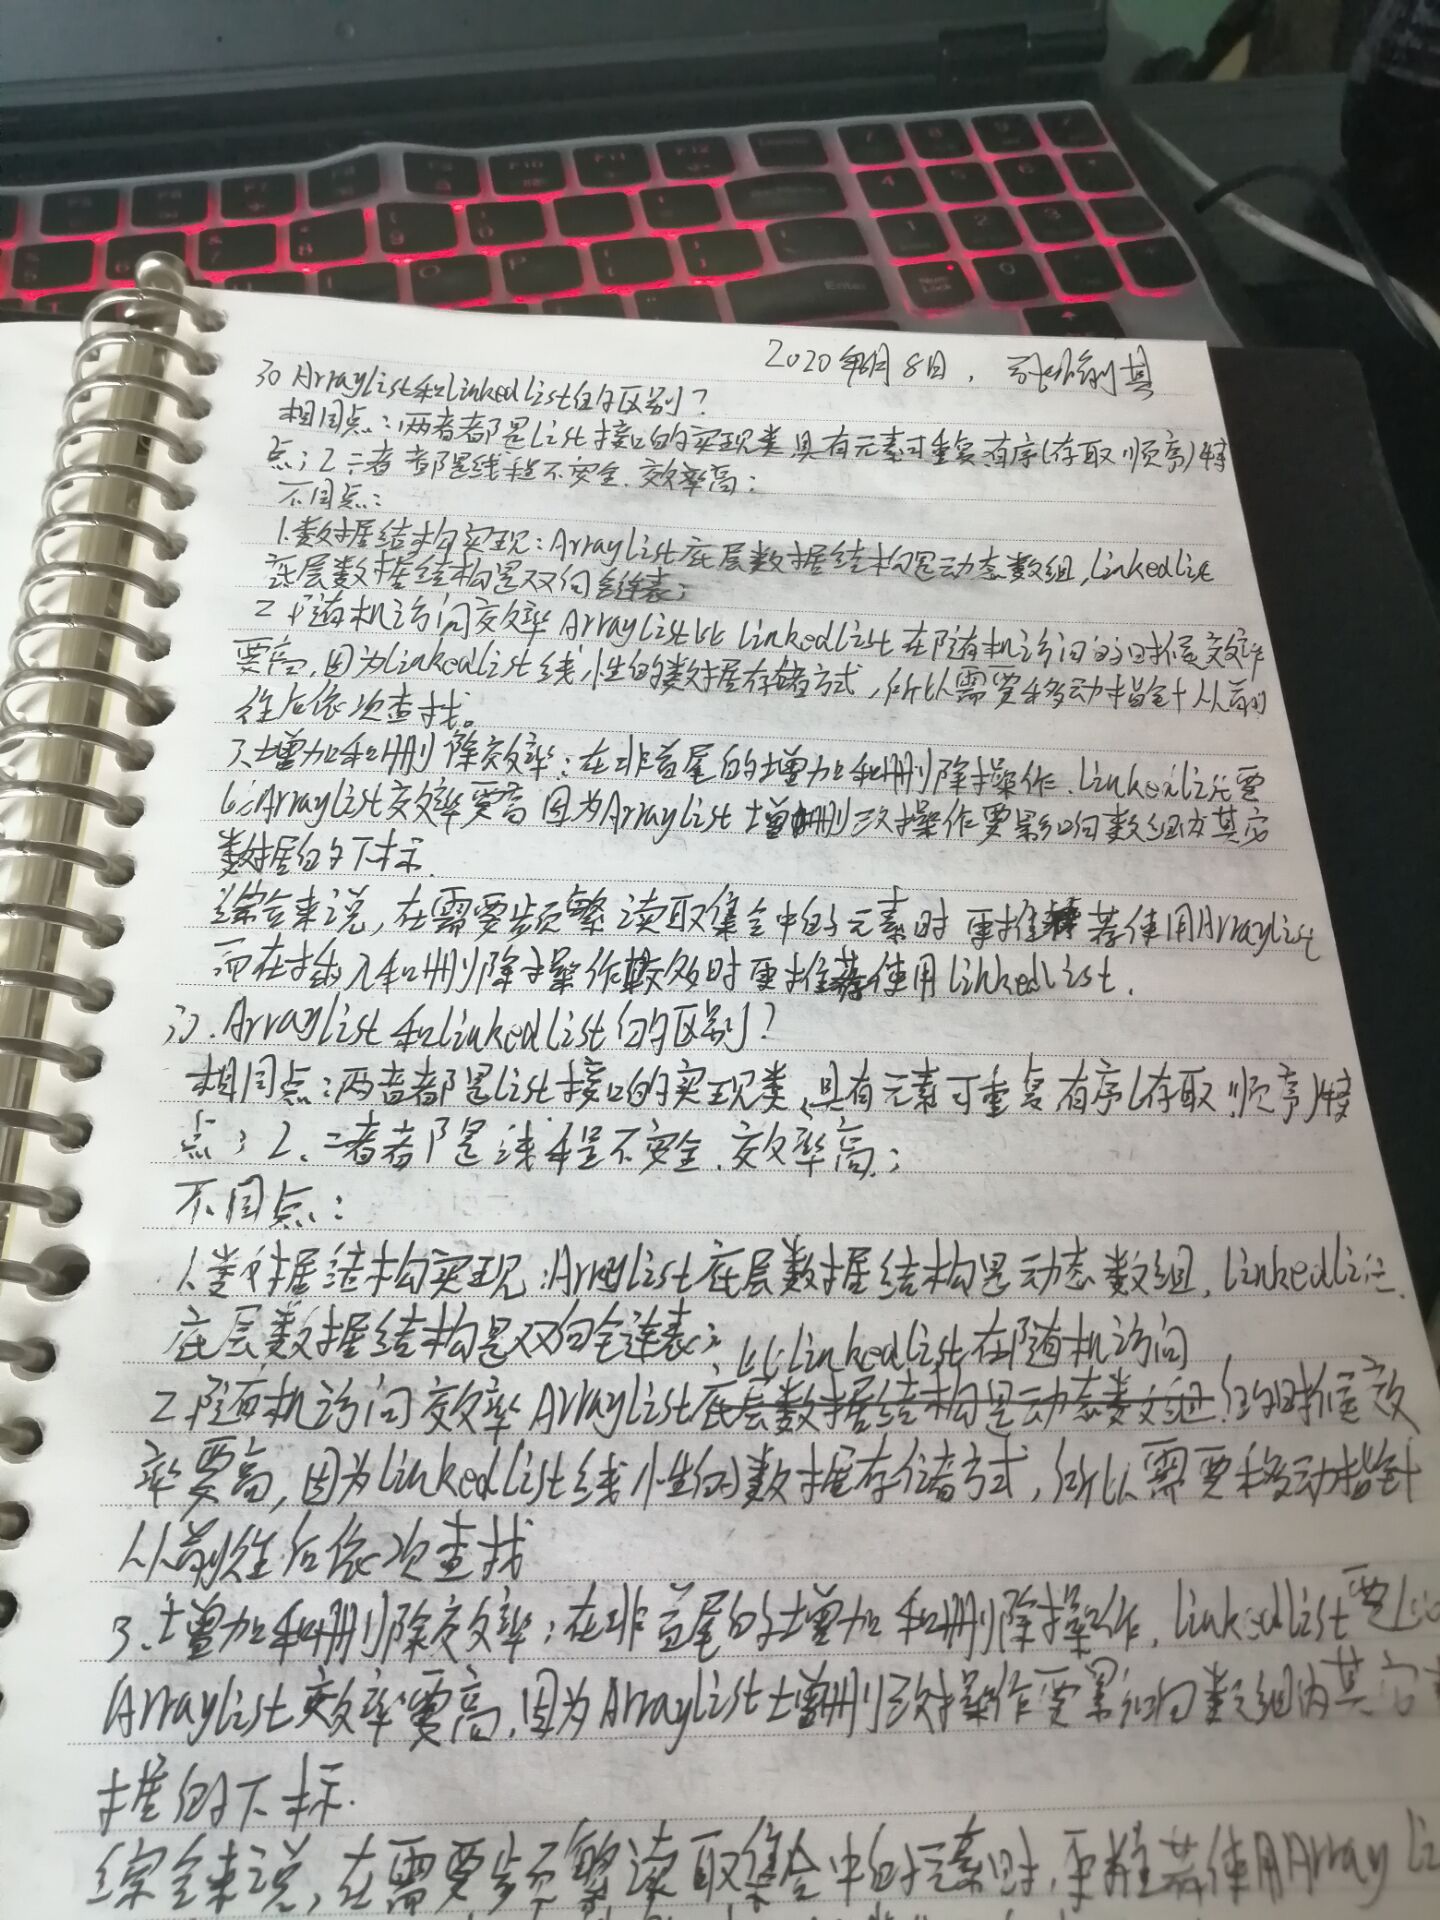 2020年6月8日,
30 ArrayList和LinkedList的区别?
相同点:1两者都是List接口的实现类,具有元素可重复,有序(存取顺序)特
点;2二者都是线程不安全.效率高;
不同点:
1.数据结构实现:ArrayList底层数据结构是动态数组,LinkedList
底层数据结构是双向链表;
2.随机访问效率ArrayList比LinkedList在随机访问的时候效率
要高,因为LinkedList线性的数据存储方式,所以需要移动指针从前
往后依次查找。
3.增加和删除效率:在非首尾的增加和删除操作.LinkedList要
比ArrayList效率要高 因为ArrayList增删改操作要影响数组内其它
数据的下标.
综合来说,在需要频繁读取集合中的元素时 更推荐使用ArrayList
而在插入和删除操作较多时更推荐使用LinkedList.
30.ArrayList和LinkedList的区别?
相同点:两者都是List接口的实现类,具有元素可重复 有序(存取顺序)特
点;2、二者都是线程不安全.效率高;
不同点:
1.数据结构实现:ArrayList底层数据结构是动态数组,LinkedList
底层数据结构是双向链表;
比LinkedList在随机访问
2.随机访问效率ArrayList底层数据结构是动态数组的时候效
率要高,因为LinkedList线性的数据存储方式,所以需要移动指针
从前往后依次查找
3.增加和删除效率:在非首尾的增加和删除操作,LinkedList要比
ArrayList效率要高,因为ArrayList增删改操作要影响数组内其它
据的下标.
综合来说,在需要频繁读取集合中的元素时,更推荐使用ArrayLi
F7
F10
F11
F12
7
8
9
4
5
6
1
2
3
O
P
Enter
Num Lock
0